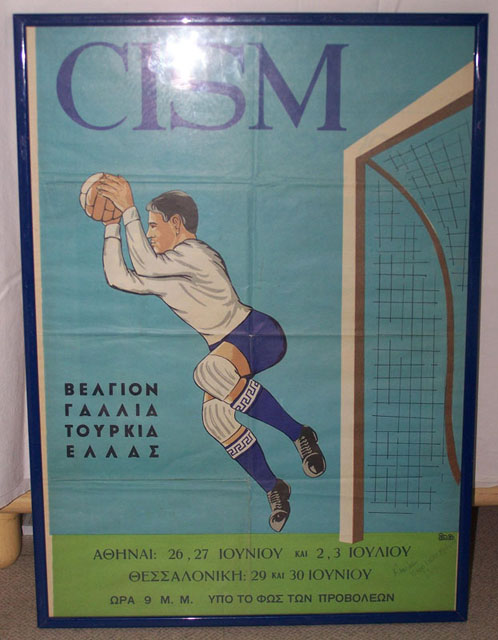 CISM
ΒΕΛΓΙΟΝ
ΓΑΛΛΙΑ
ΤΟΥΡΚΙΑ
ΕΛΛΑΣ
ΑΘΗΝΑΙ: 26, 27 ΙΟΥΝΙΟΥ ΚΑΙ 2, 3 ΙΟΥΛΙΟΥ
ΘΕΣΣΑΛΟΝΙΚΗ: 29 ΚΑΙ 30 ΙΟΥΝΙΟΥ
ΩΡΑ 9 Μ. Μ. ΥΠΟ ΤΟ ΦΩΣ ΤΩΝ ΠΡΟΒΟΛΕΩΝ